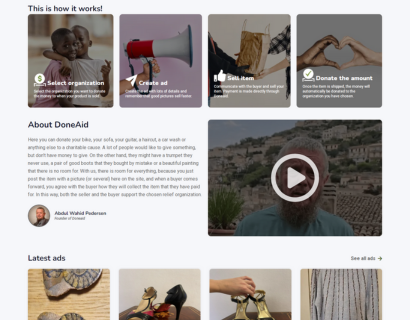 This is how it works!
Select organization
Select the organization you want to donate
the money to when your product is sold.
Create ad
Create an ad with lots of details and
remember that good pictures sell faster.
Sell item
Communicate with the buyer and sell your
item. Payment is made directly through
Donate the amount
Once the item is shipped, the money will
automatically be donated to the
organization you have chosen.
About DoneAid
Here you can donate your bike, your sofa, your guitar, a haircut, a car wash or
anything else to a charitable cause. A lot of people would like to give something,
but don't have money to give. On the other hand, they might have a trumpet they
never use, a pair of good boots that they bought by mistake or a beautiful painting
that there is no room for. With us, there is room for everything, because you just
post the item with a picture (or several) here on the site, and when a buyer comes
forward, you agree with the buyer how they will collect the item that they have paid
for. In this way, both the seller and the buyer support the chosen relief organization.
Abdul Wahid Pedersen
Founder of DoneAid
Latest ads
See all ads →